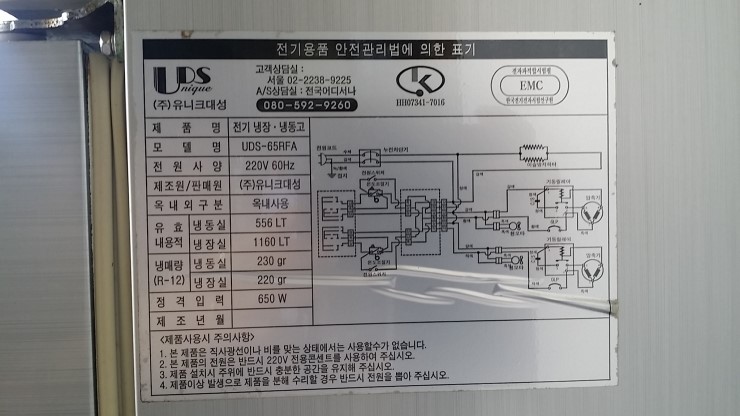 전기용품 안전관리법에 의한 표기
UDS
nique
(주)유니크대성
고객상담실 :
서울 02-2238-9225
A/S상담실 : 전국어디서나
080-592-9260
K
HH07341-7016
EMC
제 품 명 전기 냉장·냉동고
모 델 명 UDS-65RFA
전 원 사 양 220V 60Hz
제조원/판매원 (주)유니크대성
옥 내 외 구 분 옥내사용
유 효 내용적 냉동실 556 LT
냉장실 1160 LT
냉매량 (R-12) 냉동실 230 gr
냉장실 220 gr
정 격 입 력 650 W
제 조 년 월
누전차단기
<제품사용시 주의사항>
1. 본 제품은 직사광선이나 비를 맞는 상태에서는 사용할수가 없습니다.
2. 본 제품의 전원은 반드시 220V 전용콘센트를 사용하여 주십시오.
3. 제품 설치시 주위에 반드시 충분한 공간을 유지해 주십시오.
4. 제품이상 발생으로 제품을 분해 수리할 경우 반드시 전원을 뽑아 주십시오.